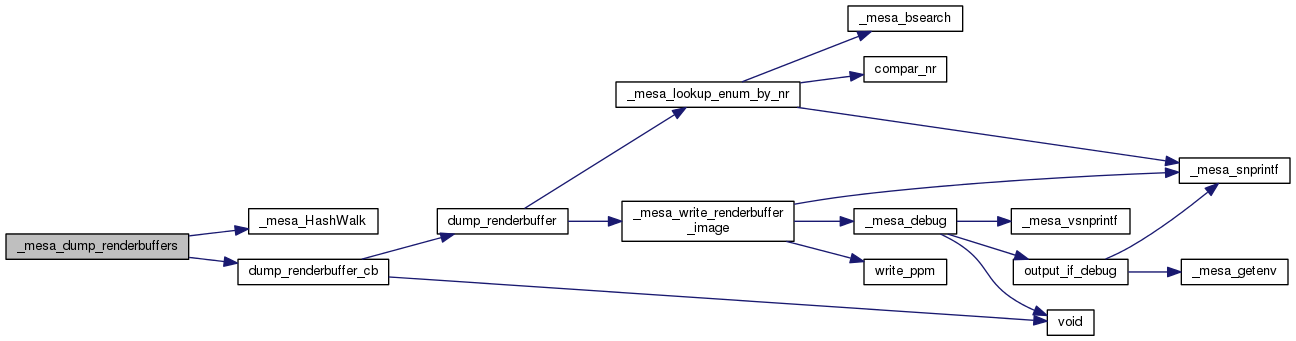 _mesa_bsearch
compar_nr
_mesa_lookup_enum_by_nr
_mesa_snprintf
_mesa_HashWalk
dump_renderbuffer
_mesa_write_renderbuffer
_image
_mesa_debug
_mesa_vsnprintf
_mesa_dump_renderbuffers
dump_renderbuffer_cb
write_ppm
output_if_debug
_mesa_getenv
void